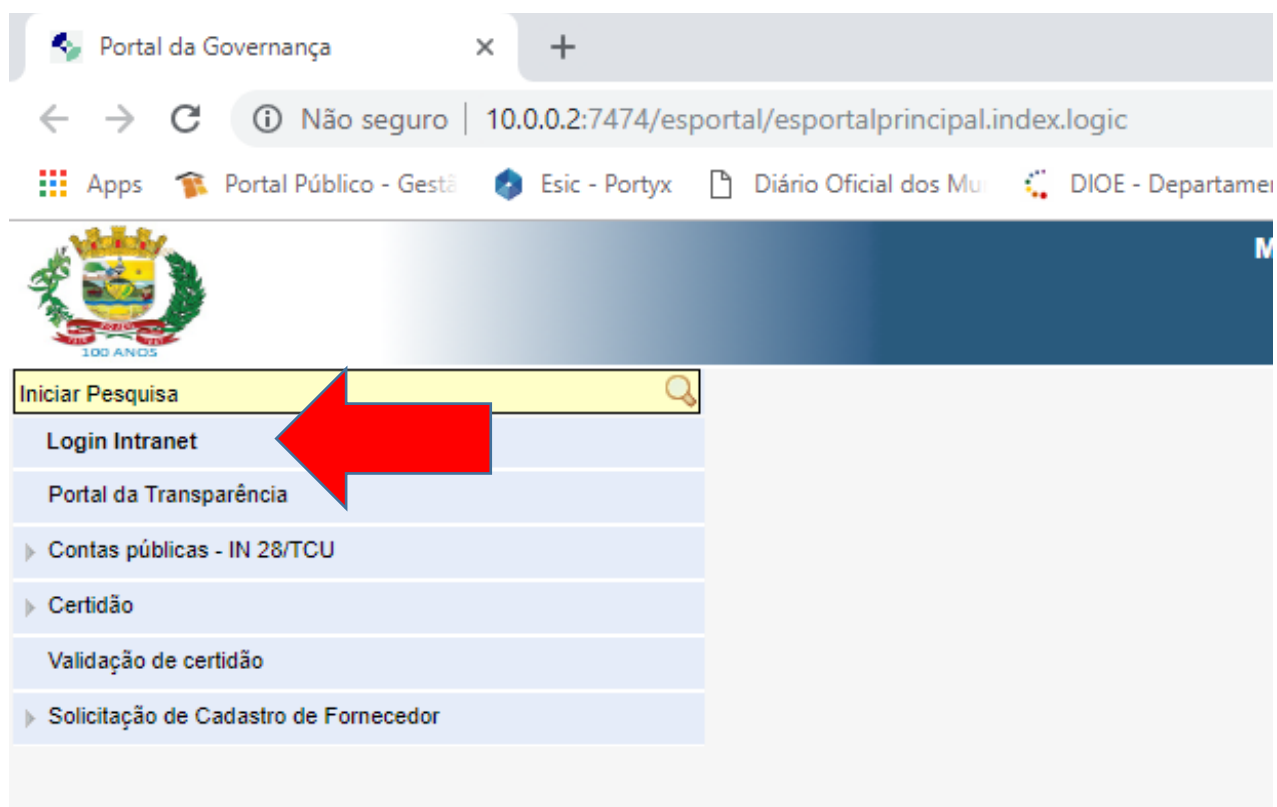 Portal da Governança
Não seguro | 10.0.0.2:7474/esportal/esportalprincipal.index.logic
Apps Portal Público - Gestã Esic - Portyx Diário Oficial dos Mu DIOE - Departamen
M
100 ANOS
Iniciar Pesquisa
Login Intranet
Portal da Transparência
Contas públicas - IN 28/TCU
Certidão
Validação de certidão
Solicitação de Cadastro de Fornecedor